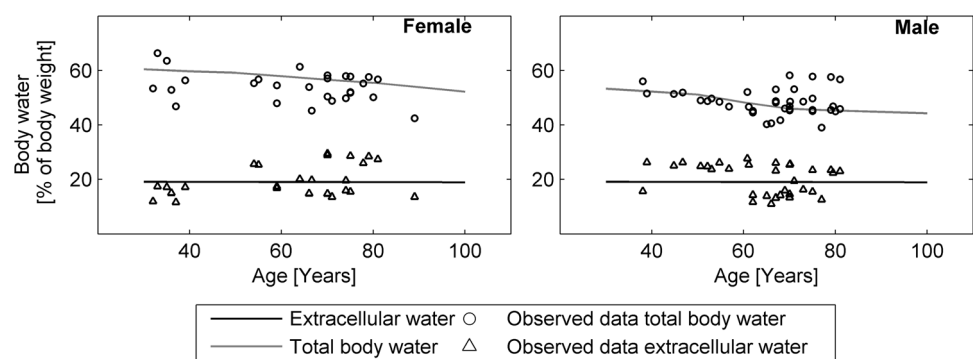 Female
Male
Body water
[% of body weight]
60
40
20
60
40
20
40
60
80
100
40
60
80
100
Age [Years]
Age [Years]
Extracellular water
Observed data total body water
Total body water
Observed data extracellular water